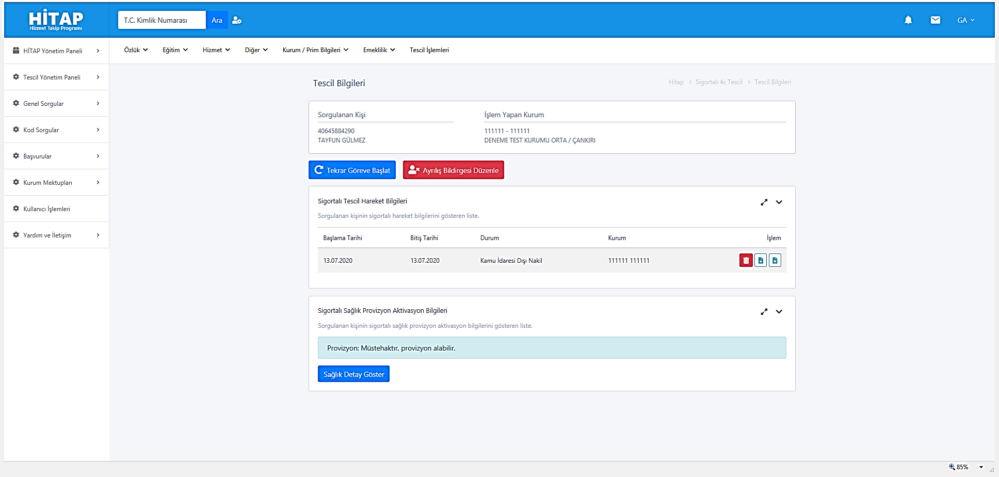 HİTAP
Hizmet Takip Programı
T.C. Kimlik Numarası
Ara
GA
HİTAP Yönetim Paneli
Tescil Yönetim Paneli
Genel Sorgular
Kod Sorgular
Başvurular
Kurum Mektupları
Kullanıcı İşlemleri
Yardım ve İletişim
Özlük
Eğitim
Hizmet
Diğer
Kurum / Prim Bilgileri
Emeklilik
Tescil İşlemleri
Tescil Bilgileri
Hitap > Sigortalı 4c Tescil > Tescil Bilgileri
Sorgulanan Kişi
40645884290
TAYFUN GÜLMEZ
İşlem Yapan Kurum
111111 - 111111
DENEME TEST KURUMU ORTA / ÇANKIRI
Tekrar Göreve Başlat
Ayrılış Bildirgesi Düzenle
Sigortalı Tescil Hareket Bilgileri
Sorgulanan kişinin sigortalı hareket bilgilerini gösteren liste.
Başlama Tarihi Bitiş Tarihi Durum Kurum İşlem
13.07.2020 13.07.2020 Kamu İdaresi Dışı Nakil 111111 111111
Sigortalı Sağlık Provizyon Aktivasyon Bilgileri
Sorgulanan kişinin sigortalı sağlık provizyon aktivasyon bilgilerini gösteren liste.
Provizyon: Müstehaktır, provizyon alabilir.
Sağlık Detay Göster
85%